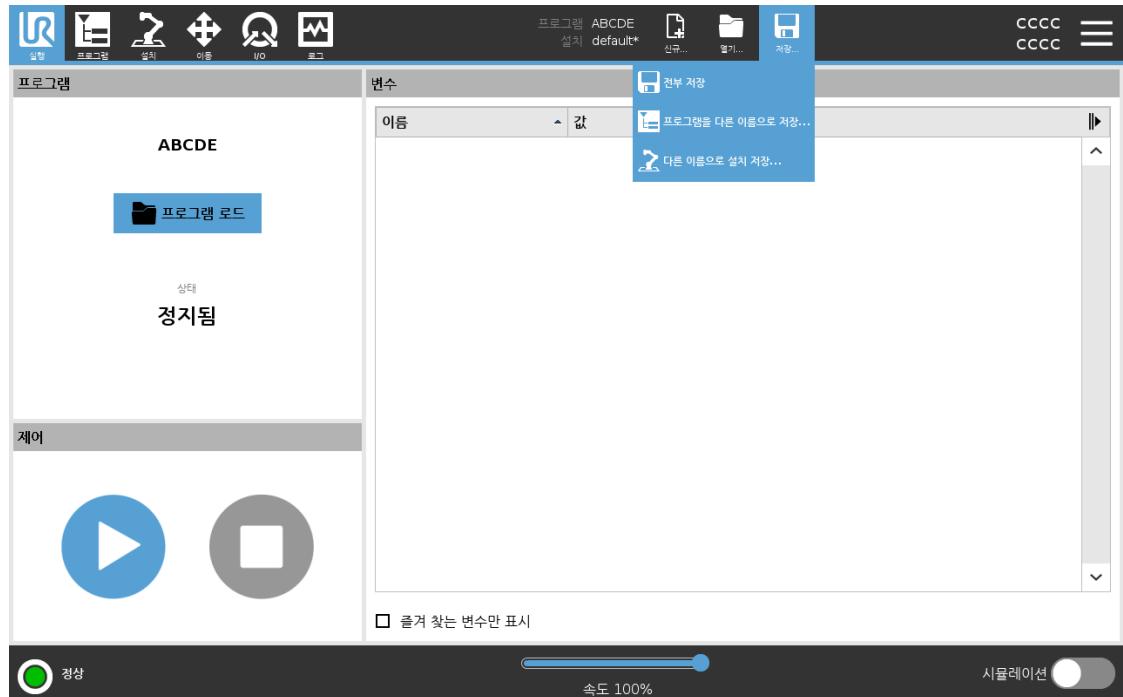 실행 프로그램 설치 이동 I/O 로그
프로그램 ABCDE
설치 default*
신규... 열기... 저장...
CCCC
CCCC
전부 저장
프로그램을 다른 이름으로 저장...
다른 이름으로 설치 저장...
프로그램
ABCDE
프로그램 로드
상태
정지됨
변수
이름 값
제어
즐겨 찾는 변수만 표시
정상
속도 100%
시뮬레이션